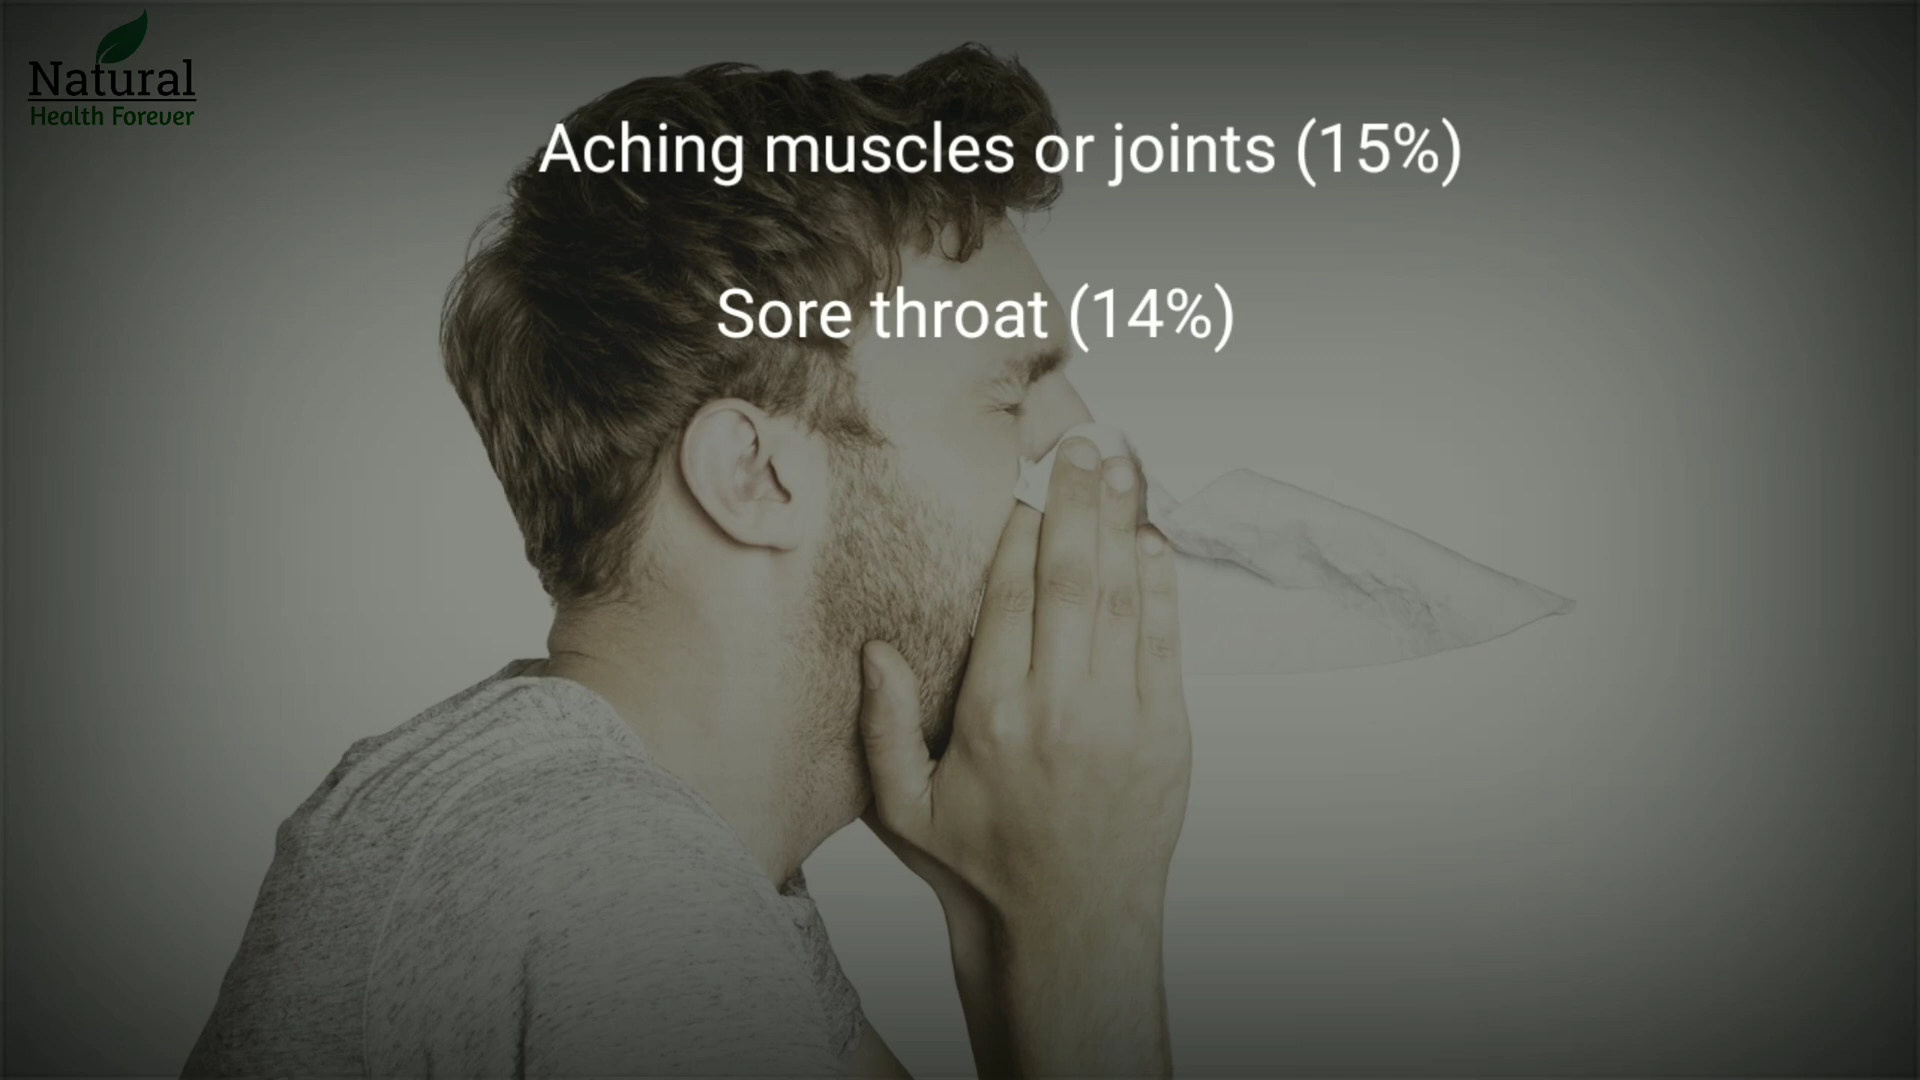 Natural
Health Forever
Aching muscles or joints (15%)
Sore throat (14%)